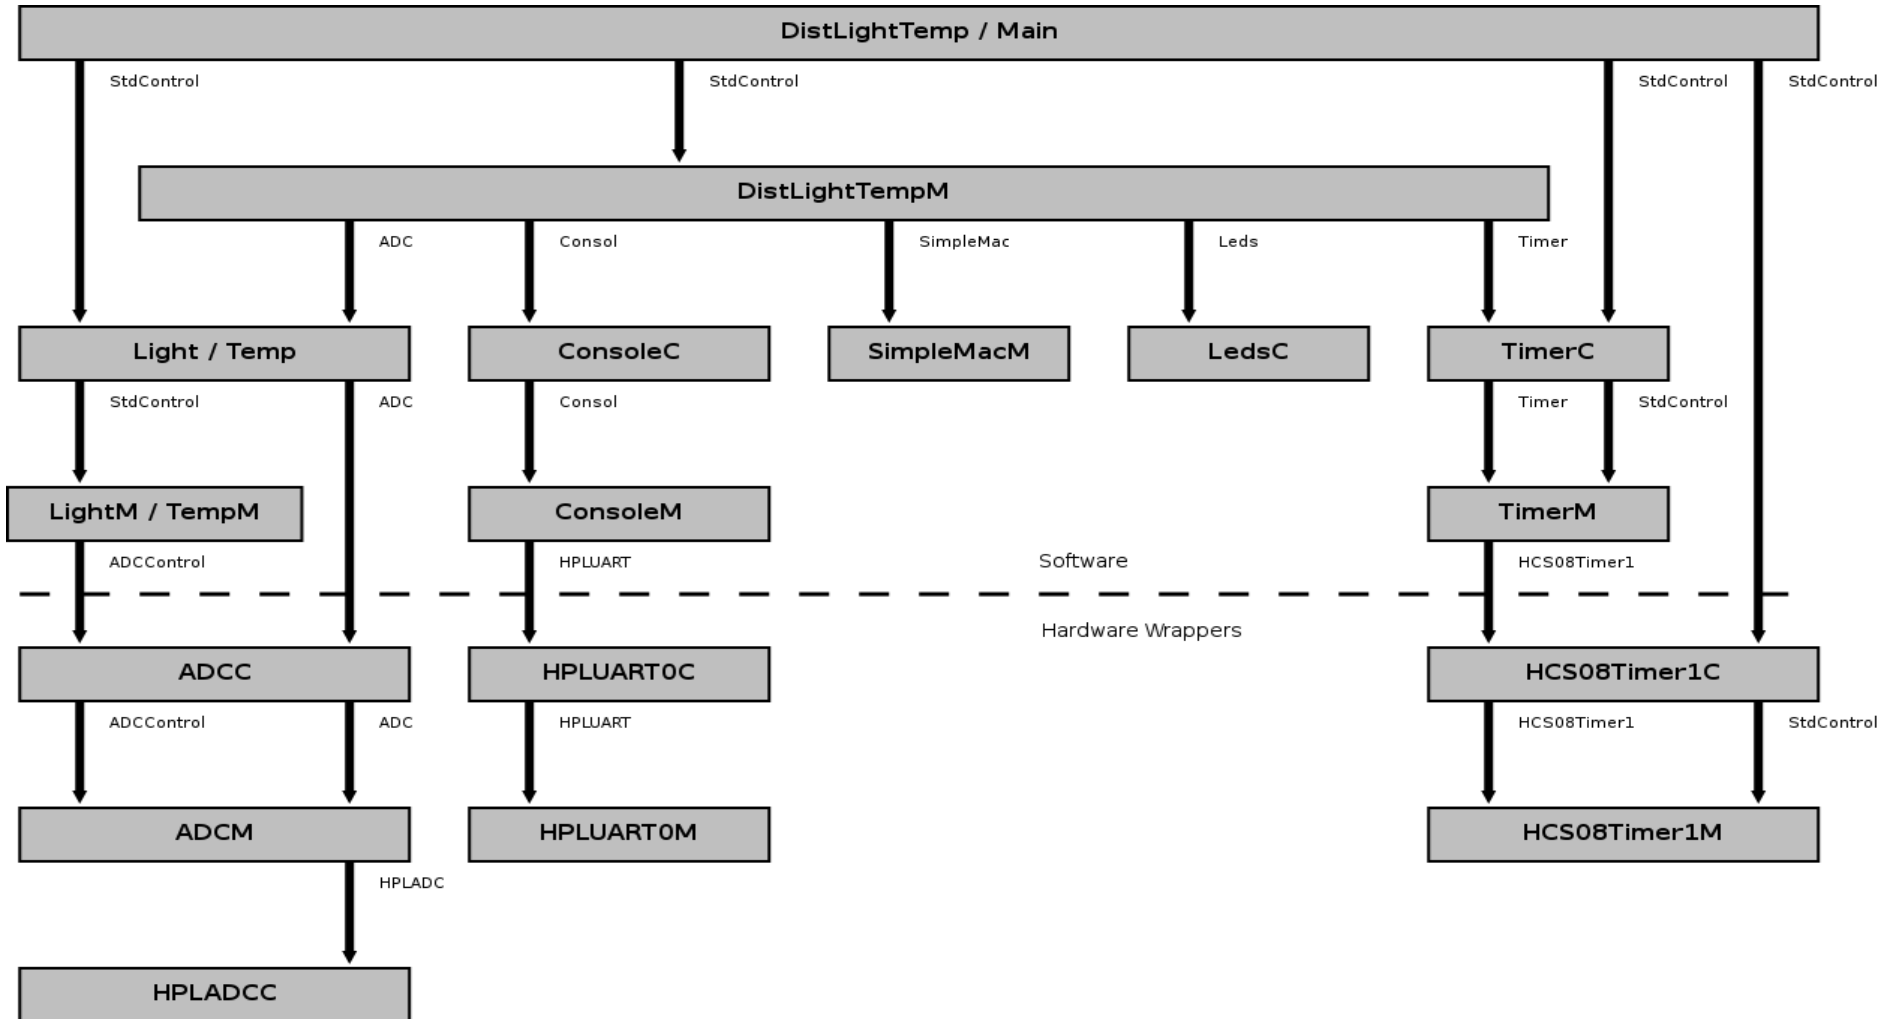 DistLightTemp / Main
StdControl
StdControl
StdControl
StdControl
DistLightTempM
ADC
Consol
SimpleMac
Leds
Timer
Light / Temp
ConsoleC
SimpleMacM
LedsC
TimerC
StdControl
ADC
Consol
Timer
StdControl
LightM / TempM
ConsoleM
TimerM
ADCControl
HPLUART
Software
HCS08Timer1
Hardware Wrappers
ADCC
HPLUART0C
HCS08Timer1C
ADCControl
ADC
HPLUART
HCS08Timer1
StdControl
ADCM
HPLUART0M
HCS08Timer1M
HPLADC
HPLADCC